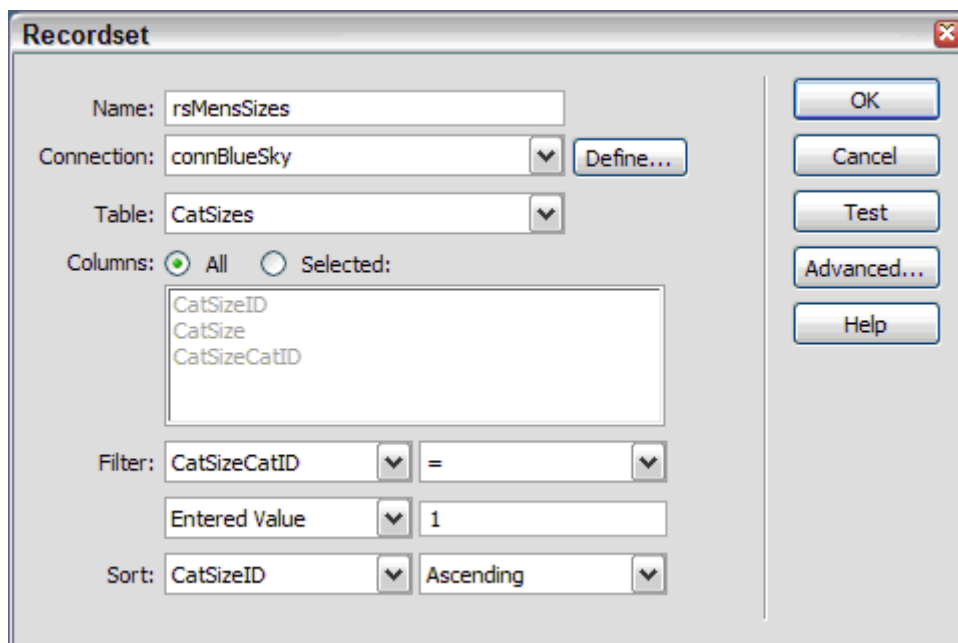 Recordset
Name: rsMensSizes
OK
Connection: connBlueSky Define...
Cancel
Table: CatSizes
Test
Columns: All Selected:
Advanced...
CatSizeID
CatSize
CatSizeCatID
Help
Filter: CatSizeCatID =
Entered Value 1
Sort: CatSizeID Ascending